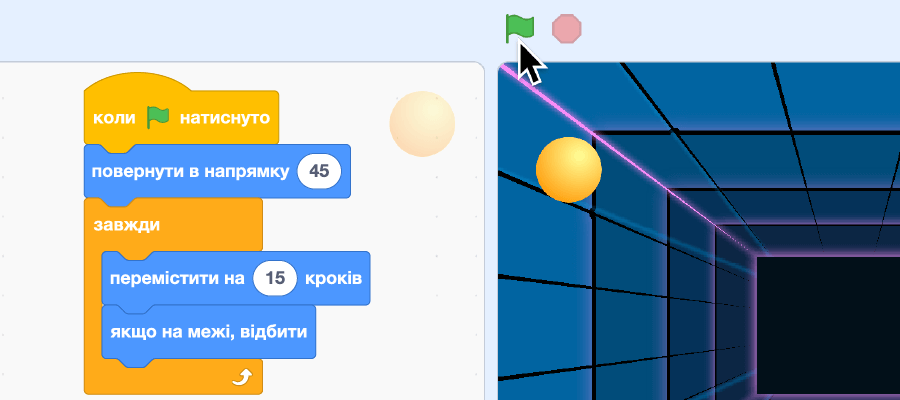 коли натиснуто
повернути в напрямку 45
завжди
перемістити на 15 кроків
якщо на межі, відбити